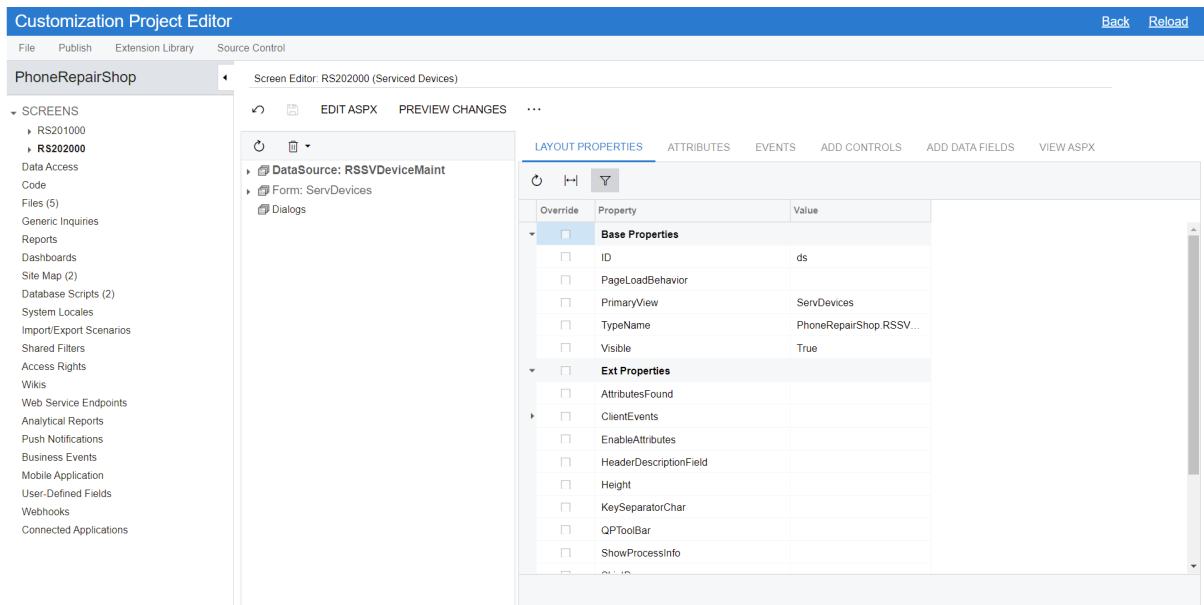 Customization Project Editor
Back Reload
File Publish Extension Library Source Control
PhoneRepairShop
Screen Editor: RS202000 (Serviced Devices)
SCREENS
RS201000
RS202000
Data Access
Code
Files (5)
Generic Inquiries
Reports
Dashboards
Site Map (2)
Database Scripts (2)
System Locales
Import/Export Scenarios
Shared Filters
Access Rights
Wikis
Web Service Endpoints
Analytical Reports
Push Notifications
Business Events
Mobile Application
User-Defined Fields
Webhooks
Connected Applications
EDIT ASPX PREVIEW CHANGES ...
DataSource: RSSVDeviceMaint
Form: ServDevices
Dialogs
LAYOUT PROPERTIES ATTRIBUTES EVENTS ADD CONTROLS ADD DATA FIELDS VIEW ASPX
Override Property Value
Base Properties
ID ds
PageLoadBehavior
PrimaryView ServDevices
TypeName PhoneRepairShop.RSSV...
Visible True
Ext Properties
AttributesFound
ClientEvents
EnableAttributes
HeaderDescriptionField
Height
KeySeparatorChar
QPToolBar
ShowProcessInfo